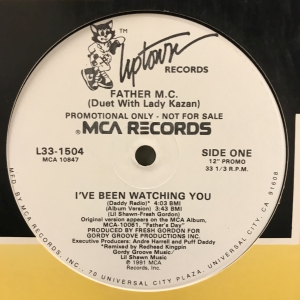 TM
Uptown
RECORDS
FATHER M.C.
(Duet With Lady Kazan)
PROMOTIONAL ONLY - NOT FOR SALE
MCA RECORDS
L33-1504
MCA 10847
SIDE ONE
12" PROMO
33 1/3 R.P.M.
I'VE BEEN WATCHING YOU
(Daddy Radio)* 4:03 BMI
(Album Version) 3:43 BMI
(Lil Shawn-Fresh Gordon)
Original version appears on the MCA Album,
MCA-10061, "Father's Day"
PRODUCED BY FRESH GORDON FOR
GORDY GROOVE PRODUCTIONS INC.
Executive Producers: Andre Harrell and Puff Deddy
*Remixed by Redhead Kingpin
Gordy Groove Music/
Lil Shawn Music
℗ 1991 MCA
Records, Inc.
MFD. BY MCA RECORDS, INC., 70 UNIVERSAL CITY PLAZA, UNIVERSAL CITY, CA. 91608